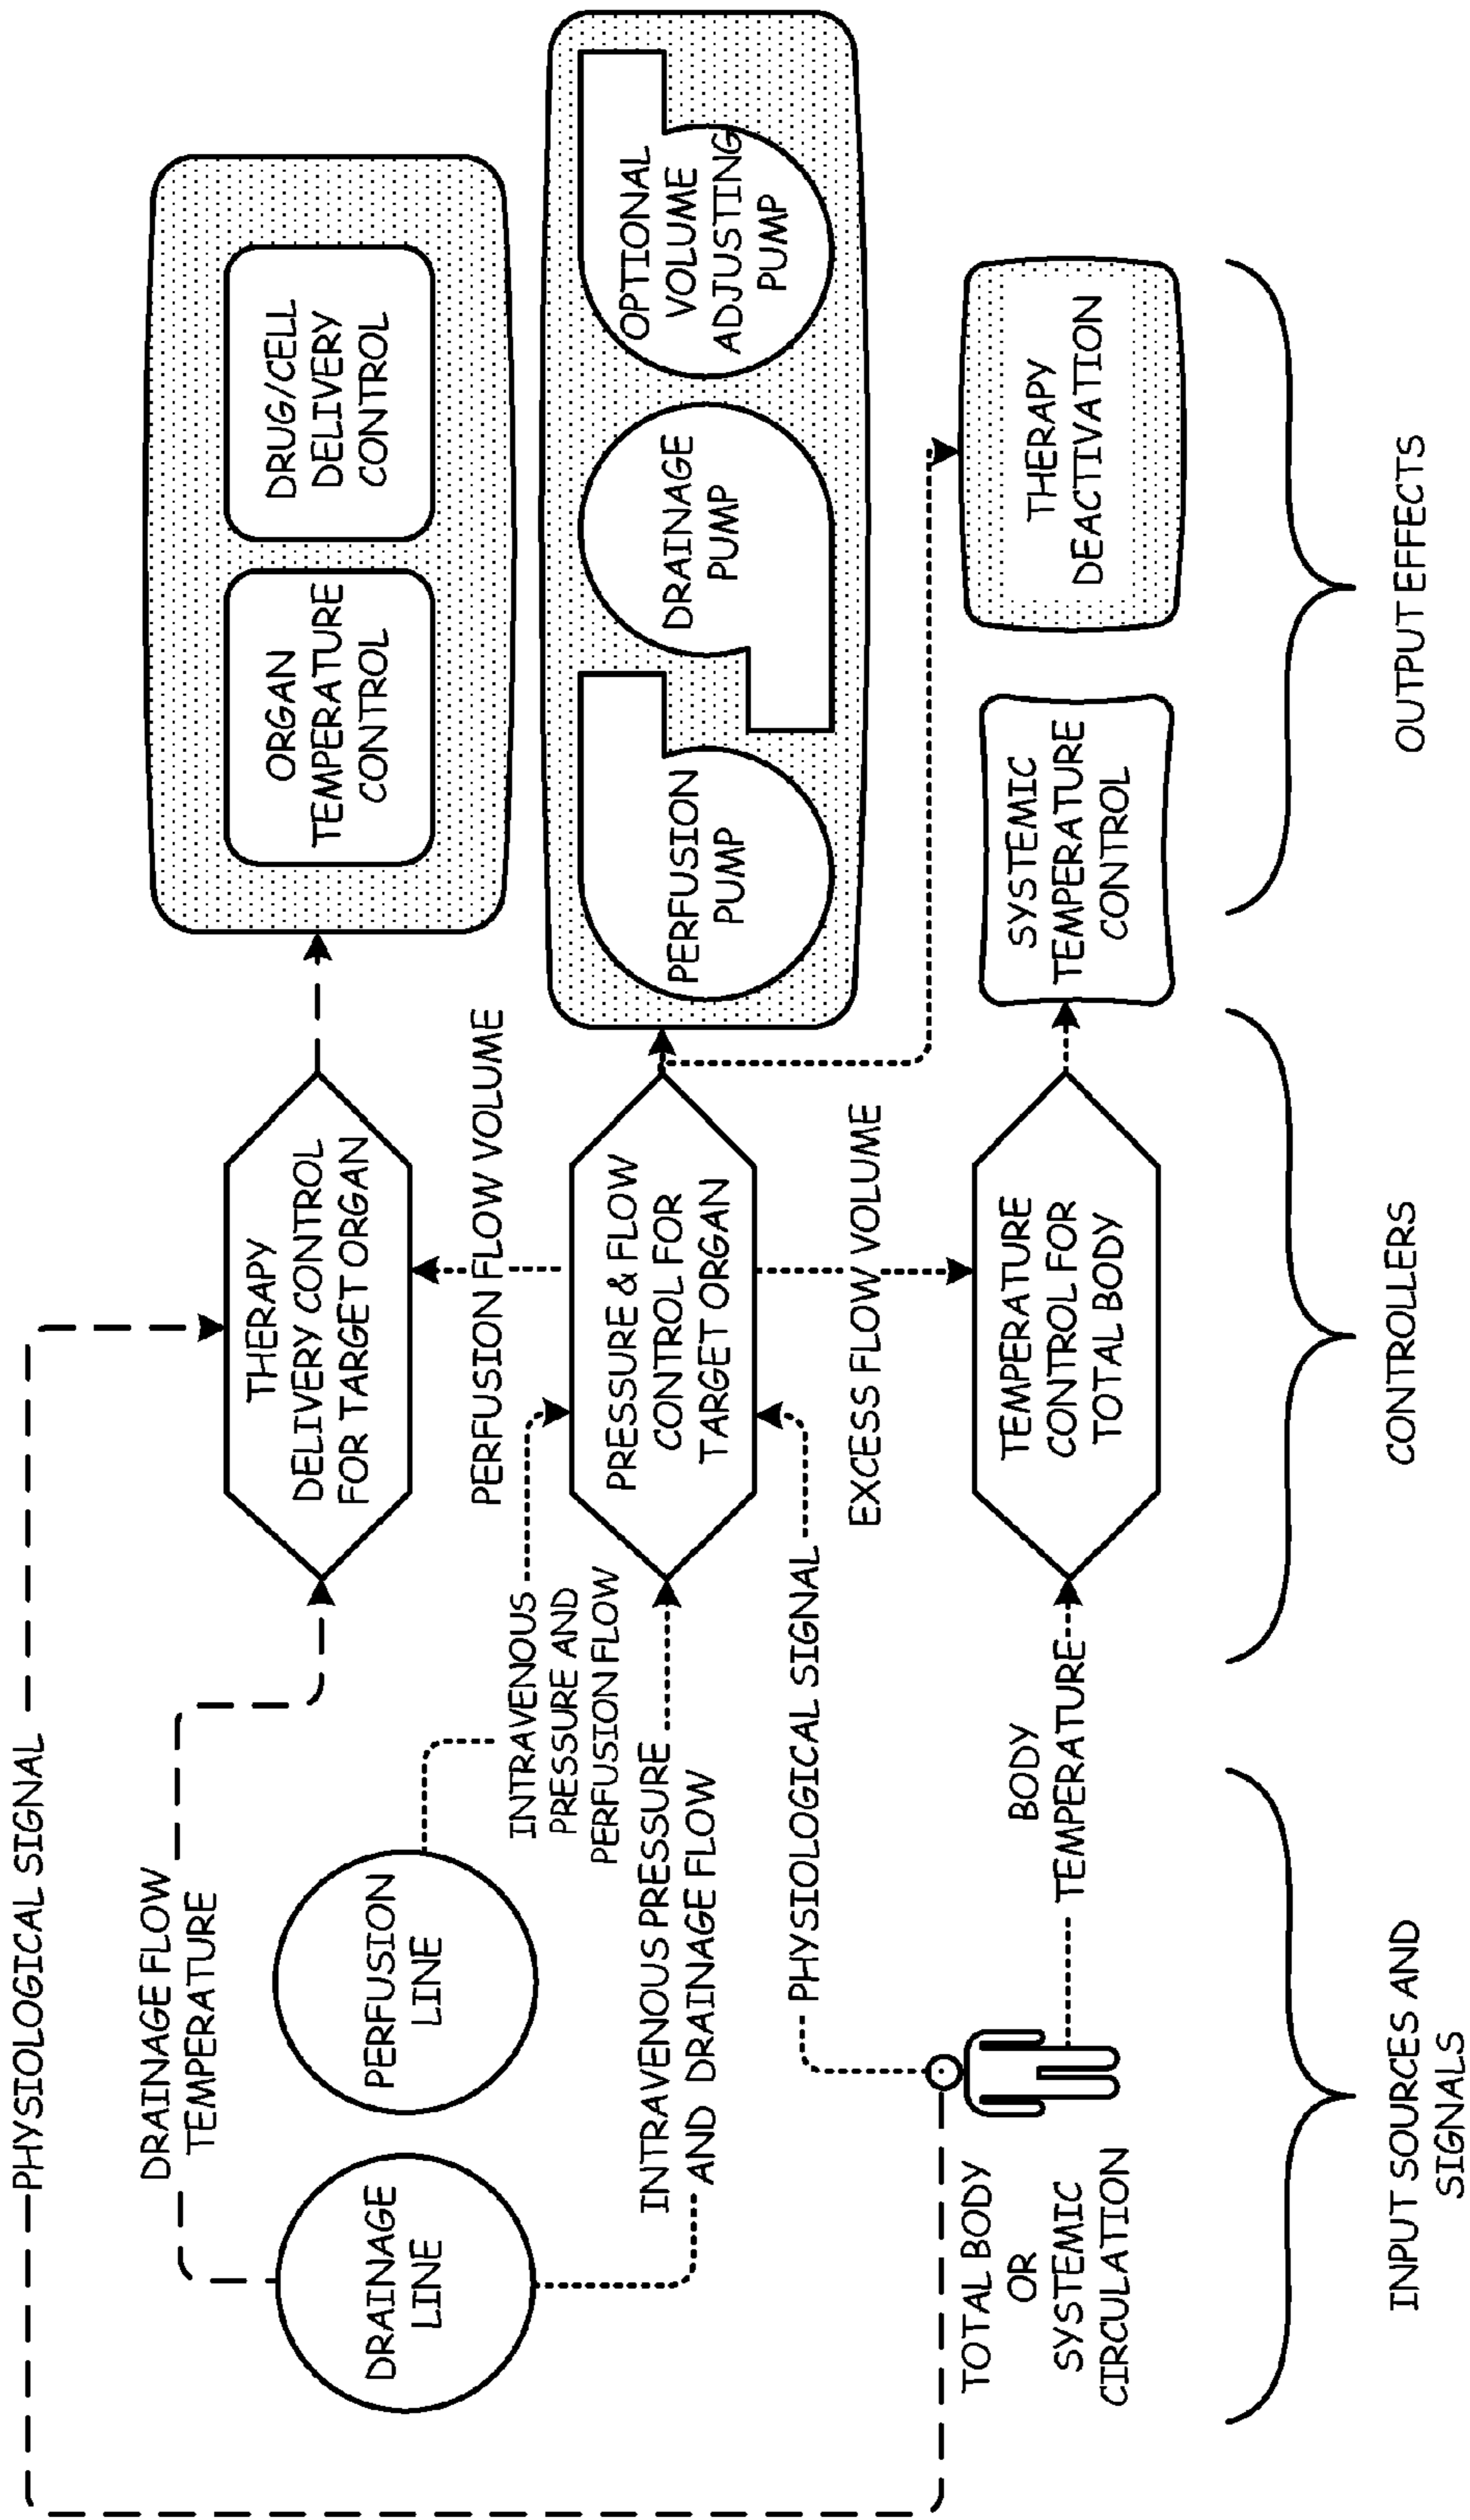 PHYSIOLOGICAL SIGNAL
DRAINAGE FLOW
TEMPERATURE
DRAINAGE
LINE
PERFUSION
LINE
INTRAVENOUS
PRESSURE AND
PERFUSION FLOW
INTRAVENOUS PRESSURE
AND DRAINAGE FLOW
PHYSIOLOGICAL SIGNAL
TOTAL BODY
OR
SYSTEMIC
CIRCULATION
BODY
TEMPERATURE
INPUT SOURCES AND
SIGNALS
THERAPY
DELIVERY CONTROL
FOR TARGET ORGAN
PERFUSION FLOW VOLUME
PRESSURE & FLOW
CONTROL FOR
TARGET ORGAN
EXCESS FLOW VOLUME
TEMPERATURE
CONTROL FOR
TOTAL BODY
CONTROLLERS
ORGAN
TEMPERATURE
CONTROL
DRUG/CELL
DELIVERY
CONTROL
PERFUSION
PUMP
DRAINAGE
PUMP
OPTIONAL
VOLUME
ADJUSTING
PUMP
SYSTEMIC
TEMPERATURE
CONTROL
THERAPY
DEACTIVATION
OUTPUT EFFECTS